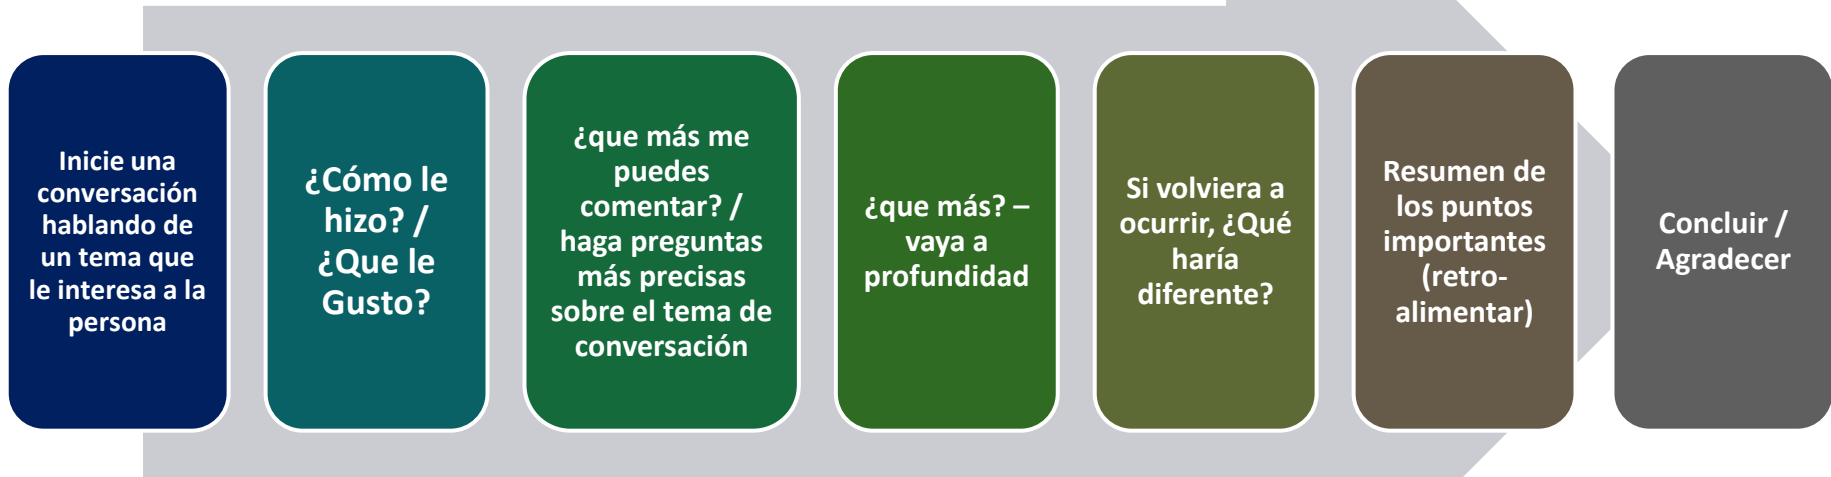 Inicie una
conversación
hablando de
un tema que
le interesa a la
persona
¿Cómo le
hizo? /
¿Que le
Gusto?
¿que más me
puedes
comentar? /
haga preguntas
más precisas
sobre el tema de
conversación
¿que más? –
vaya a
profundidad
Si volviera a
ocurrir, ¿Qué
haría
diferente?
Resumen de
los puntos
importantes
(retro-
alimentar)
Concluir /
Agradecer